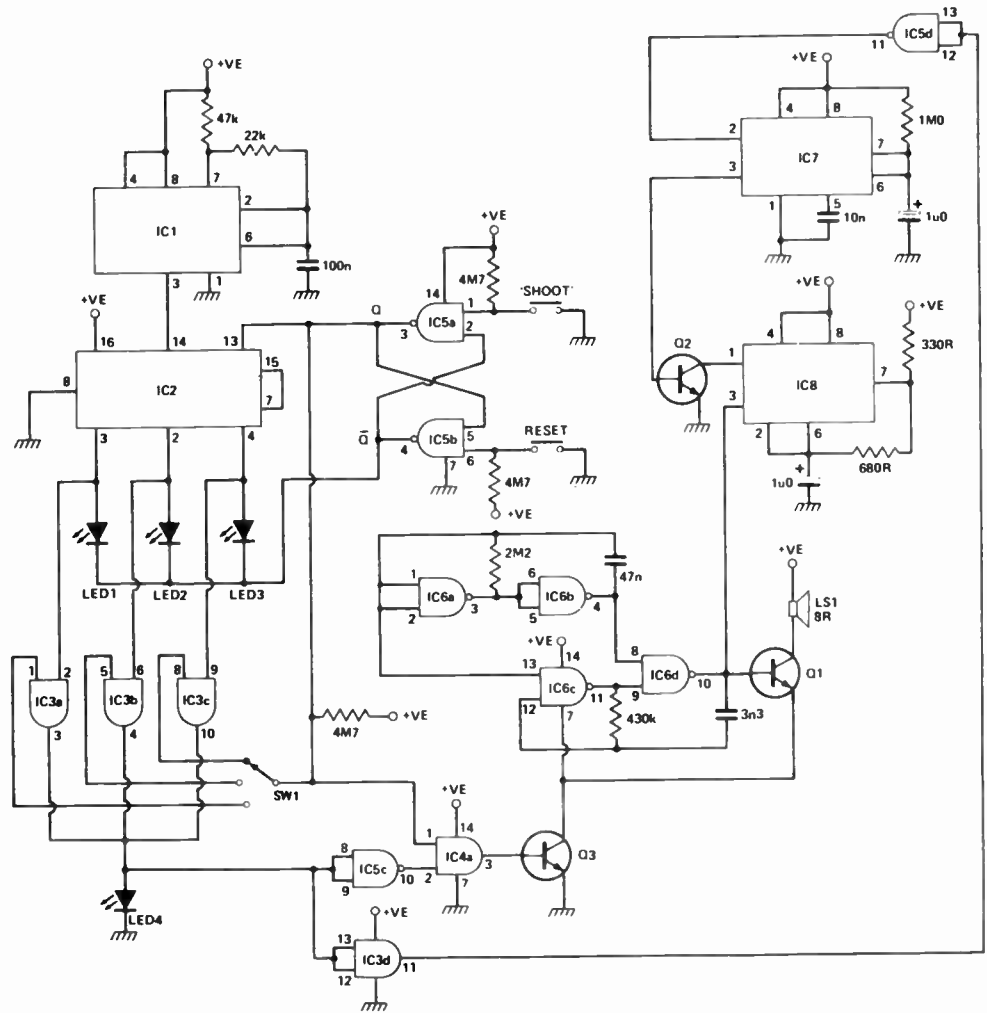 +VE
47k
22k
4
8
7
2
6
IC1
3
1
100n
+VE
16
14
13
15
7
8
IC2
3
2
4
LED1
LED2
LED3
+VE
4M7
'SHOOT'
14
1
2
Q
3
IC5a
Q̄
4
IC5b
5
6
7
RESET
4M7
+VE
1
2
IC3a
3
5
6
IC3b
4
8
9
IC3c
10
4M7
+VE
SW1
LED4
8
9
IC5c
10
+VE
14
1
2
IC4a
3
7
Q3
+VE
13
12
IC3d
11
1
2
IC6a
3
2M2
6
5
IC6b
4
47n
+VE
14
13
12
IC6c
11
7
430k
8
9
IC6d
10
3n3
+VE
LS1
8R
Q1
13
12
IC5d
11
+VE
4
8
2
3
IC7
7
6
1
5
10n
1M0
+
1u0
+VE
4
8
Q2
1
3
IC8
7
2
6
+VE
330R
680R
+
1u0